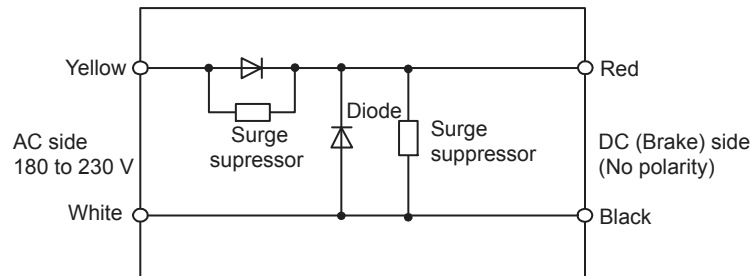 Yellow
Red
Diode
Surge
supressor
Surge
suppressor
AC side
180 to 230 V
DC (Brake) side
(No polarity)
White
Black